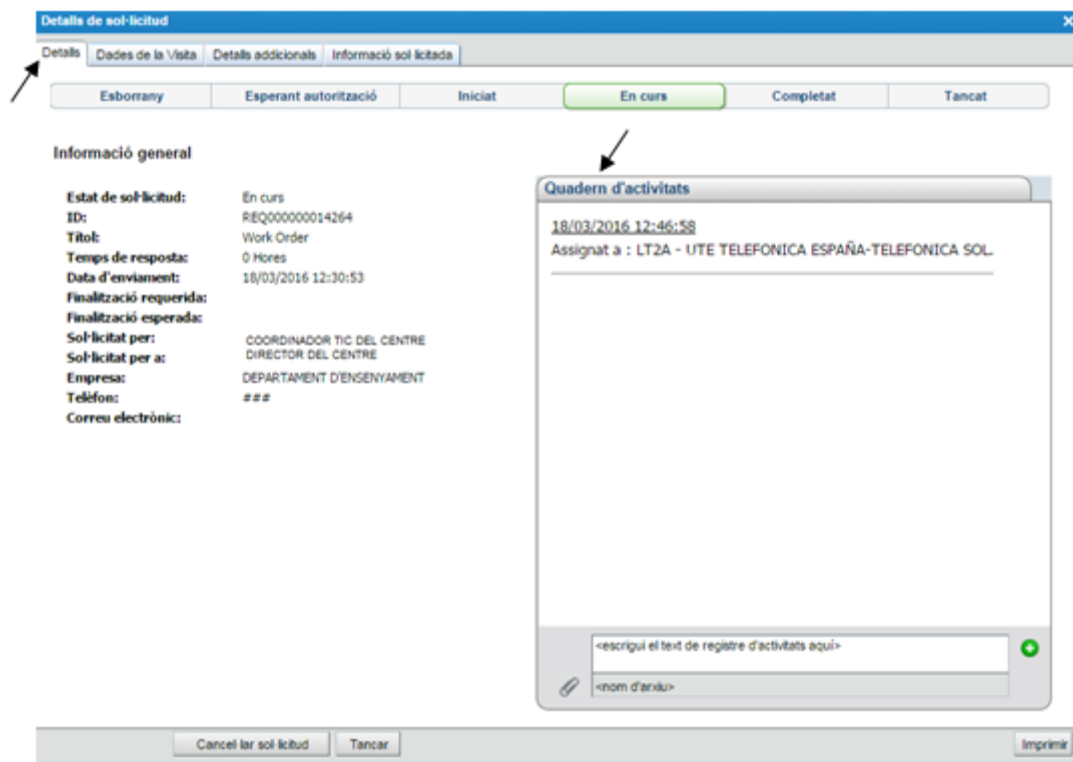 Detalls de sol·licitud
Detalls Dades de la Visita Detalls addicionals Informació sol·licitada
Esborrany Esperant autorització Iniciat En curs Completat Tancat
Informació general
Estat de sol·licitud: En curs
ID: REQ000000014264
Títol: Work Order
Temps de resposta: 0 Hores
Data d'enviament: 18/03/2016 12:30:53
Finalització requerida:
Finalització esperada:
Sol·licitat per: COORDINADOR TIC DEL CENTRE
Sol·licitat per a: DIRECTOR DEL CENTRE
Empresa: DEPARTAMENT D'ENSENYAMENT
Telèfon: ###
Correu electrònic:
Quadern d'activitats
18/03/2016 12:46:58
Assignat a : LT2A - UTE TELEFONICA ESPAÑA-TELEFONICA SOL.
<escrigui el text de registre d'activitats aquí>
<nom d'arxiu>
Cancel·lar sol·licitud Tancar Imprimir